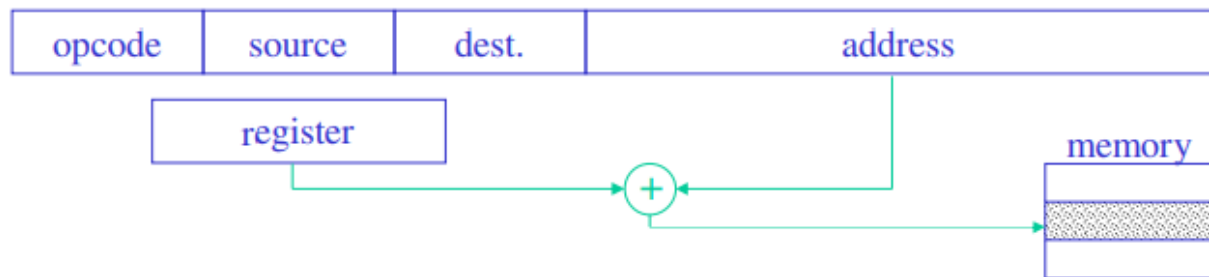 opcode source dest. address
register
memory
+